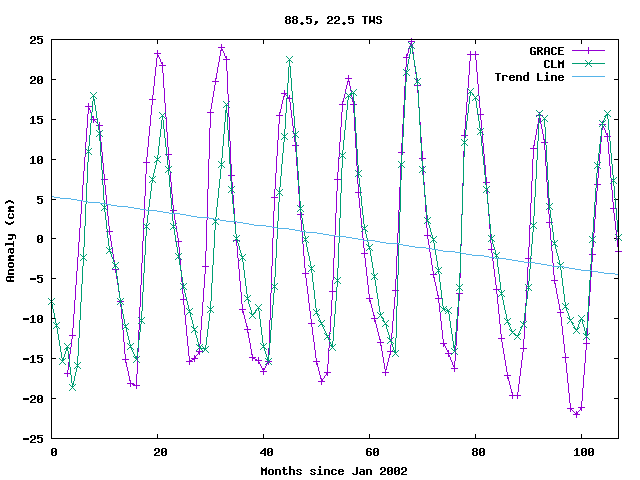 88.5, 22.5 TWS
GRACE
CLM
Trend Line
25
20
15
10
5
0
-5
-10
-15
-20
-25
Anomaly (cm)
0 20 40 60 80 100
Months since Jan 2002